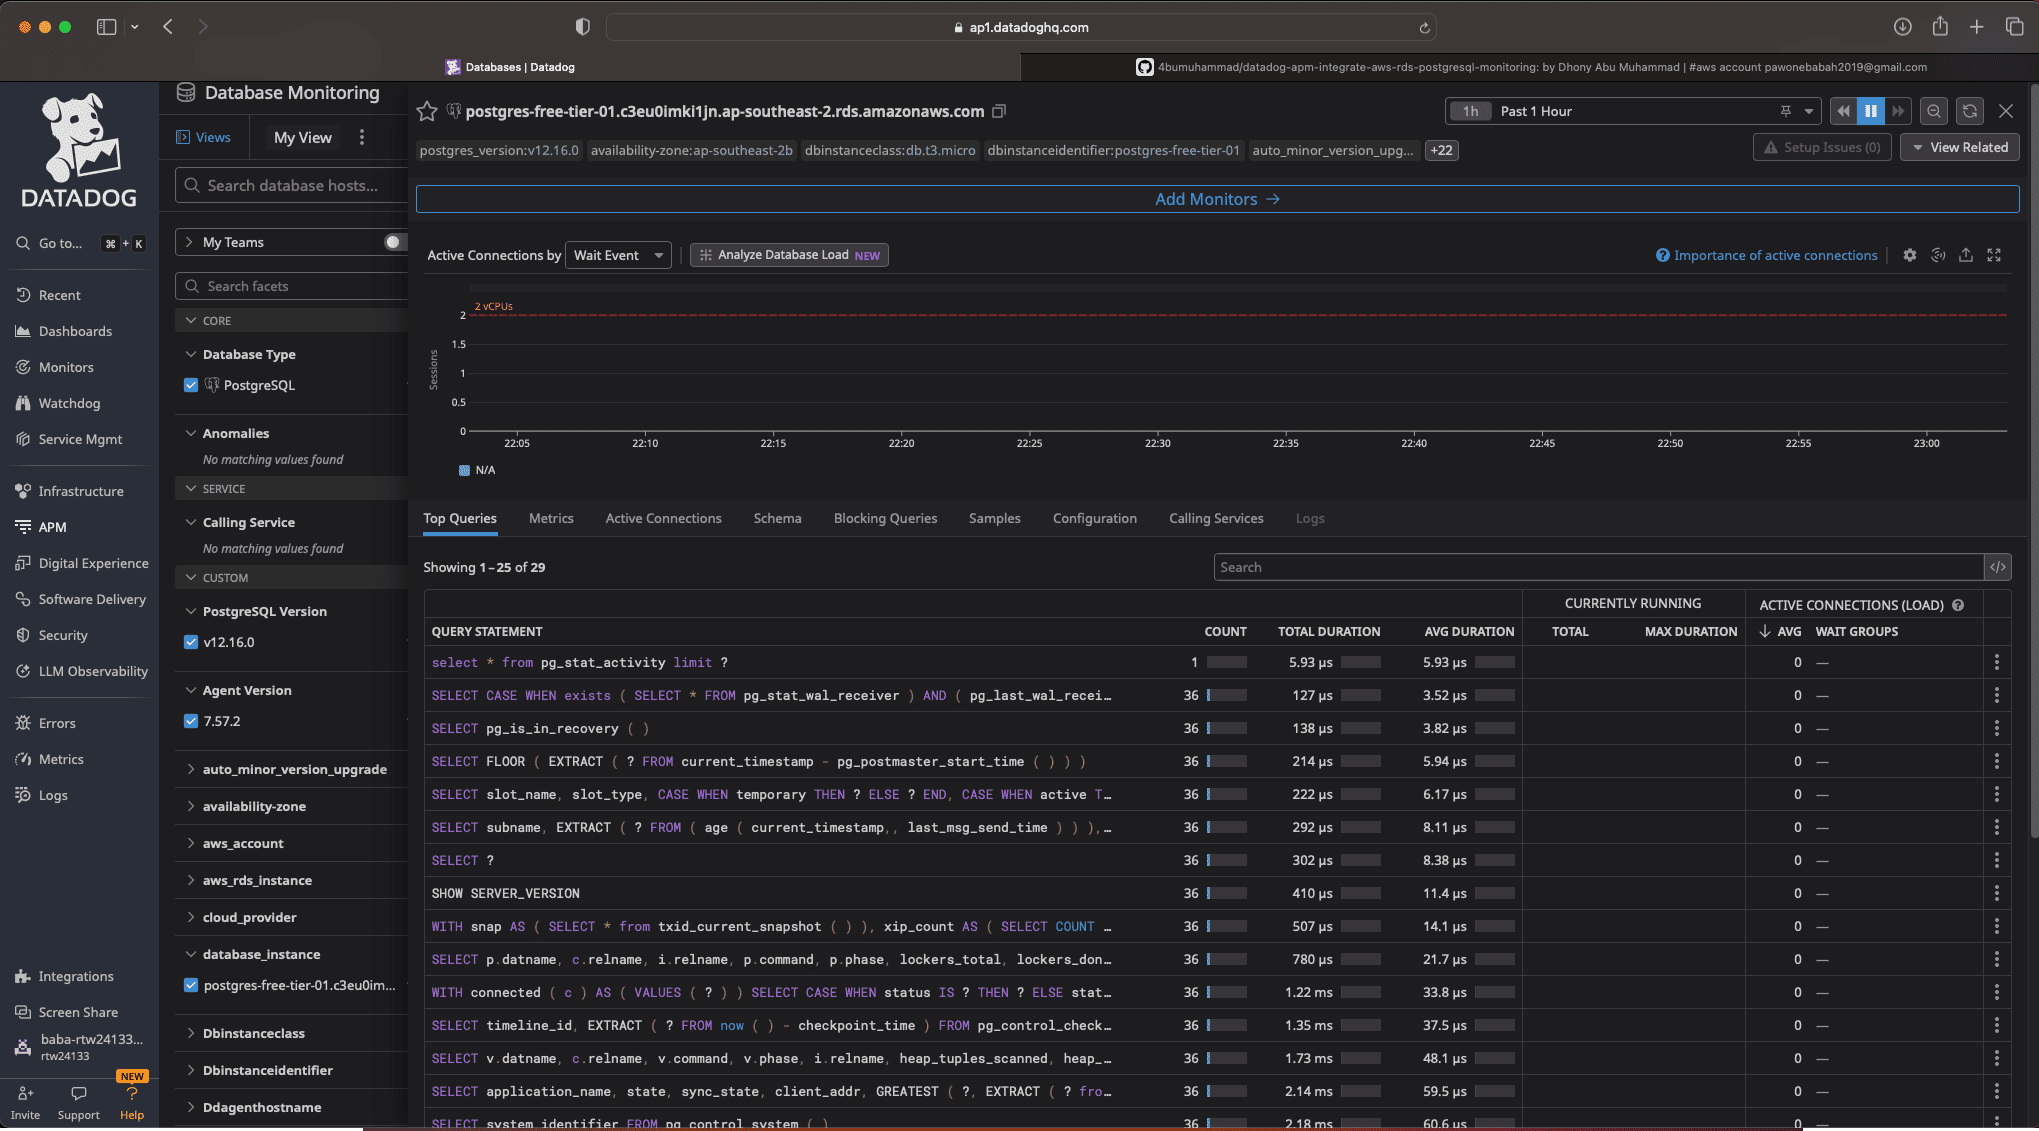 ap1.datadoghq.com
Databases | Datadog
4bumuhammad/datadog-apm-integrate-aws-rds-postgresql-monitoring: by Dhony Abu Muhammad | #aws account pawonebabah2019@gmail.com
DATADOG
Go to... ⌘ + K
Recent
Dashboards
Monitors
Watchdog
Service Mgmt
Infrastructure
APM
Digital Experience
Software Delivery
Security
LLM Observability
Errors
Metrics
Logs
Integrations
Screen Share
baba-rtw24133...
rtw24133
NEW
Invite
Support
Help
Database Monitoring
Views
My View
Search database hosts...
My Teams
Search facets
CORE
Database Type
PostgreSQL
Anomalies
No matching values found
SERVICE
Calling Service
No matching values found
CUSTOM
PostgreSQL Version
v12.16.0
Agent Version
7.57.2
auto_minor_version_upgrade
availability-zone
aws_account
aws_rds_instance
cloud_provider
database_instance
postgres-free-tier-01.c3eu0im...
Dbinstanceclass
Dbinstanceidentifier
Ddagenthostname
postgres-free-tier-01.c3eu0imki1jn.ap-southeast-2.rds.amazonaws.com
1h Past 1 Hour
postgres_version:v12.16.0 availability-zone:ap-southeast-2b dbinstanceclass:db.t3.micro dbinstanceidentifier:postgres-free-tier-01 auto_minor_version_upg... +22
Setup Issues (0)
View Related
Add Monitors →
Active Connections by Wait Event
Analyze Database Load NEW
Importance of active connections
2 vCPUs
2
1.5
1
0.5
0
Sessions
22:05 22:10 22:15 22:20 22:25 22:30 22:35 22:40 22:45 22:50 22:55 23:00
N/A
Top Queries Metrics Active Connections Schema Blocking Queries Samples Configuration Calling Services Logs
Showing 1–25 of 29
Search
</>
CURRENTLY RUNNING ACTIVE CONNECTIONS (LOAD)
QUERY STATEMENT COUNT TOTAL DURATION AVG DURATION TOTAL MAX DURATION ↓ AVG WAIT GROUPS
select * from pg_stat_activity limit ? 1 5.93 µs 5.93 µs 0 —
SELECT CASE WHEN exists ( SELECT * FROM pg_stat_wal_receiver ) AND ( pg_last_wal_recei… 36 127 µs 3.52 µs 0 —
SELECT pg_is_in_recovery ( ) 36 138 µs 3.82 µs 0 —
SELECT FLOOR ( EXTRACT ( ? FROM current_timestamp - pg_postmaster_start_time ( ) ) ) 36 214 µs 5.94 µs 0 —
SELECT slot_name, slot_type, CASE WHEN temporary THEN ? ELSE ? END, CASE WHEN active T… 36 222 µs 6.17 µs 0 —
SELECT subname, EXTRACT ( ? FROM ( age ( current_timestamp,, last_msg_send_time ) ) ),… 36 292 µs 8.11 µs 0 —
SELECT ? 36 302 µs 8.38 µs 0 —
SHOW SERVER_VERSION 36 410 µs 11.4 µs 0 —
WITH snap AS ( SELECT * from txid_current_snapshot ( ) ), xip_count AS ( SELECT COUNT … 36 507 µs 14.1 µs 0 —
SELECT p.datname, c.relname, i.relname, p.command, p.phase, lockers_total, lockers_don… 36 780 µs 21.7 µs 0 —
WITH connected ( c ) AS ( VALUES ( ? ) ) SELECT CASE WHEN status IS ? THEN ? ELSE stat… 36 1.22 ms 33.8 µs 0 —
SELECT timeline_id, EXTRACT ( ? FROM now ( ) - checkpoint_time ) FROM pg_control_check… 36 1.35 ms 37.5 µs 0 —
SELECT v.datname, c.relname, v.command, v.phase, i.relname, heap_tuples_scanned, heap_… 36 1.73 ms 48.1 µs 0 —
SELECT application_name, state, sync_state, client_addr, GREATEST ( ?, EXTRACT ( ? fro… 36 2.14 ms 59.5 µs 0 —
SELECT system_identifier FROM pg_control_system ( ) 36 2.18 ms 60.6 µs 0 —